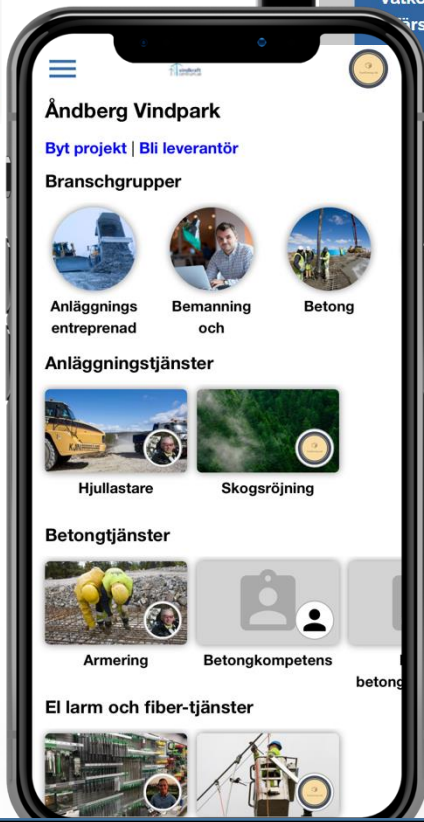 Åndberg Vindpark
Byt projekt | Bli leverantör
Branschgrupper
Anläggnings
entreprenad
Bemanning
och
Betong
Anläggningstjänster
Hjullastare
Skogsröjning
Betongtjänster
Armering
Betongkompetens
betong
El larm och fiber-tjänster